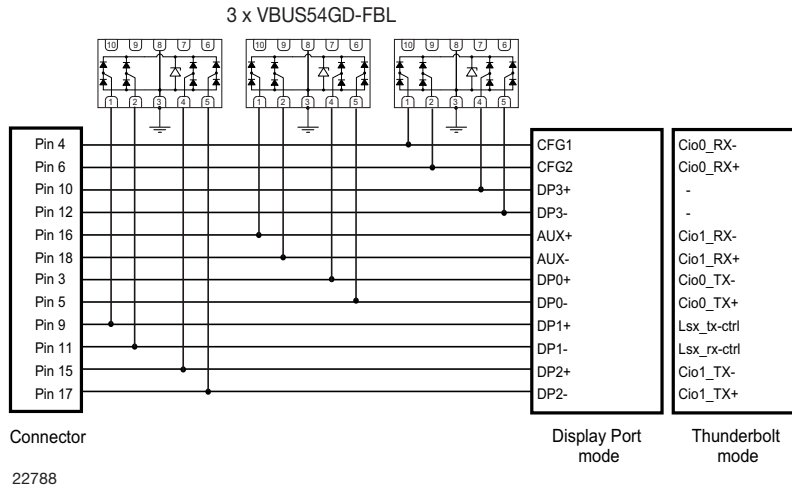 3 x VBUS54GD-FBL
10 9 8 7 6
10 9 8 7 6
10 9 8 7 6
1 2 3 4 5
1 2 3 4 5
1 2 3 4 5
Pin 4 CFG1 Cio0_RX-
Pin 6 CFG2 Cio0_RX+
Pin 10 DP3+ -
Pin 12 DP3- -
Pin 16 AUX+ Cio1_RX-
Pin 18 AUX- Cio1_RX+
Pin 3 DP0+ Cio0_TX-
Pin 5 DP0- Cio0_TX+
Pin 9 DP1+ Lsx_tx-ctrl
Pin 11 DP1- Lsx_rx-ctrl
Pin 15 DP2+ Cio1_TX-
Pin 17 DP2- Cio1_TX+
Connector
Display Port
mode
Thunderbolt
mode
22788